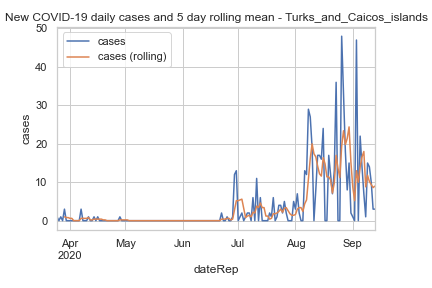 New COVID-19 daily cases and 5 day rolling mean - Turks_and_Caicos_islands
cases
cases (rolling)
50
40
30
20
10
0
cases
Apr
2020
May
Jun
Jul
Aug
Sep
dateRep